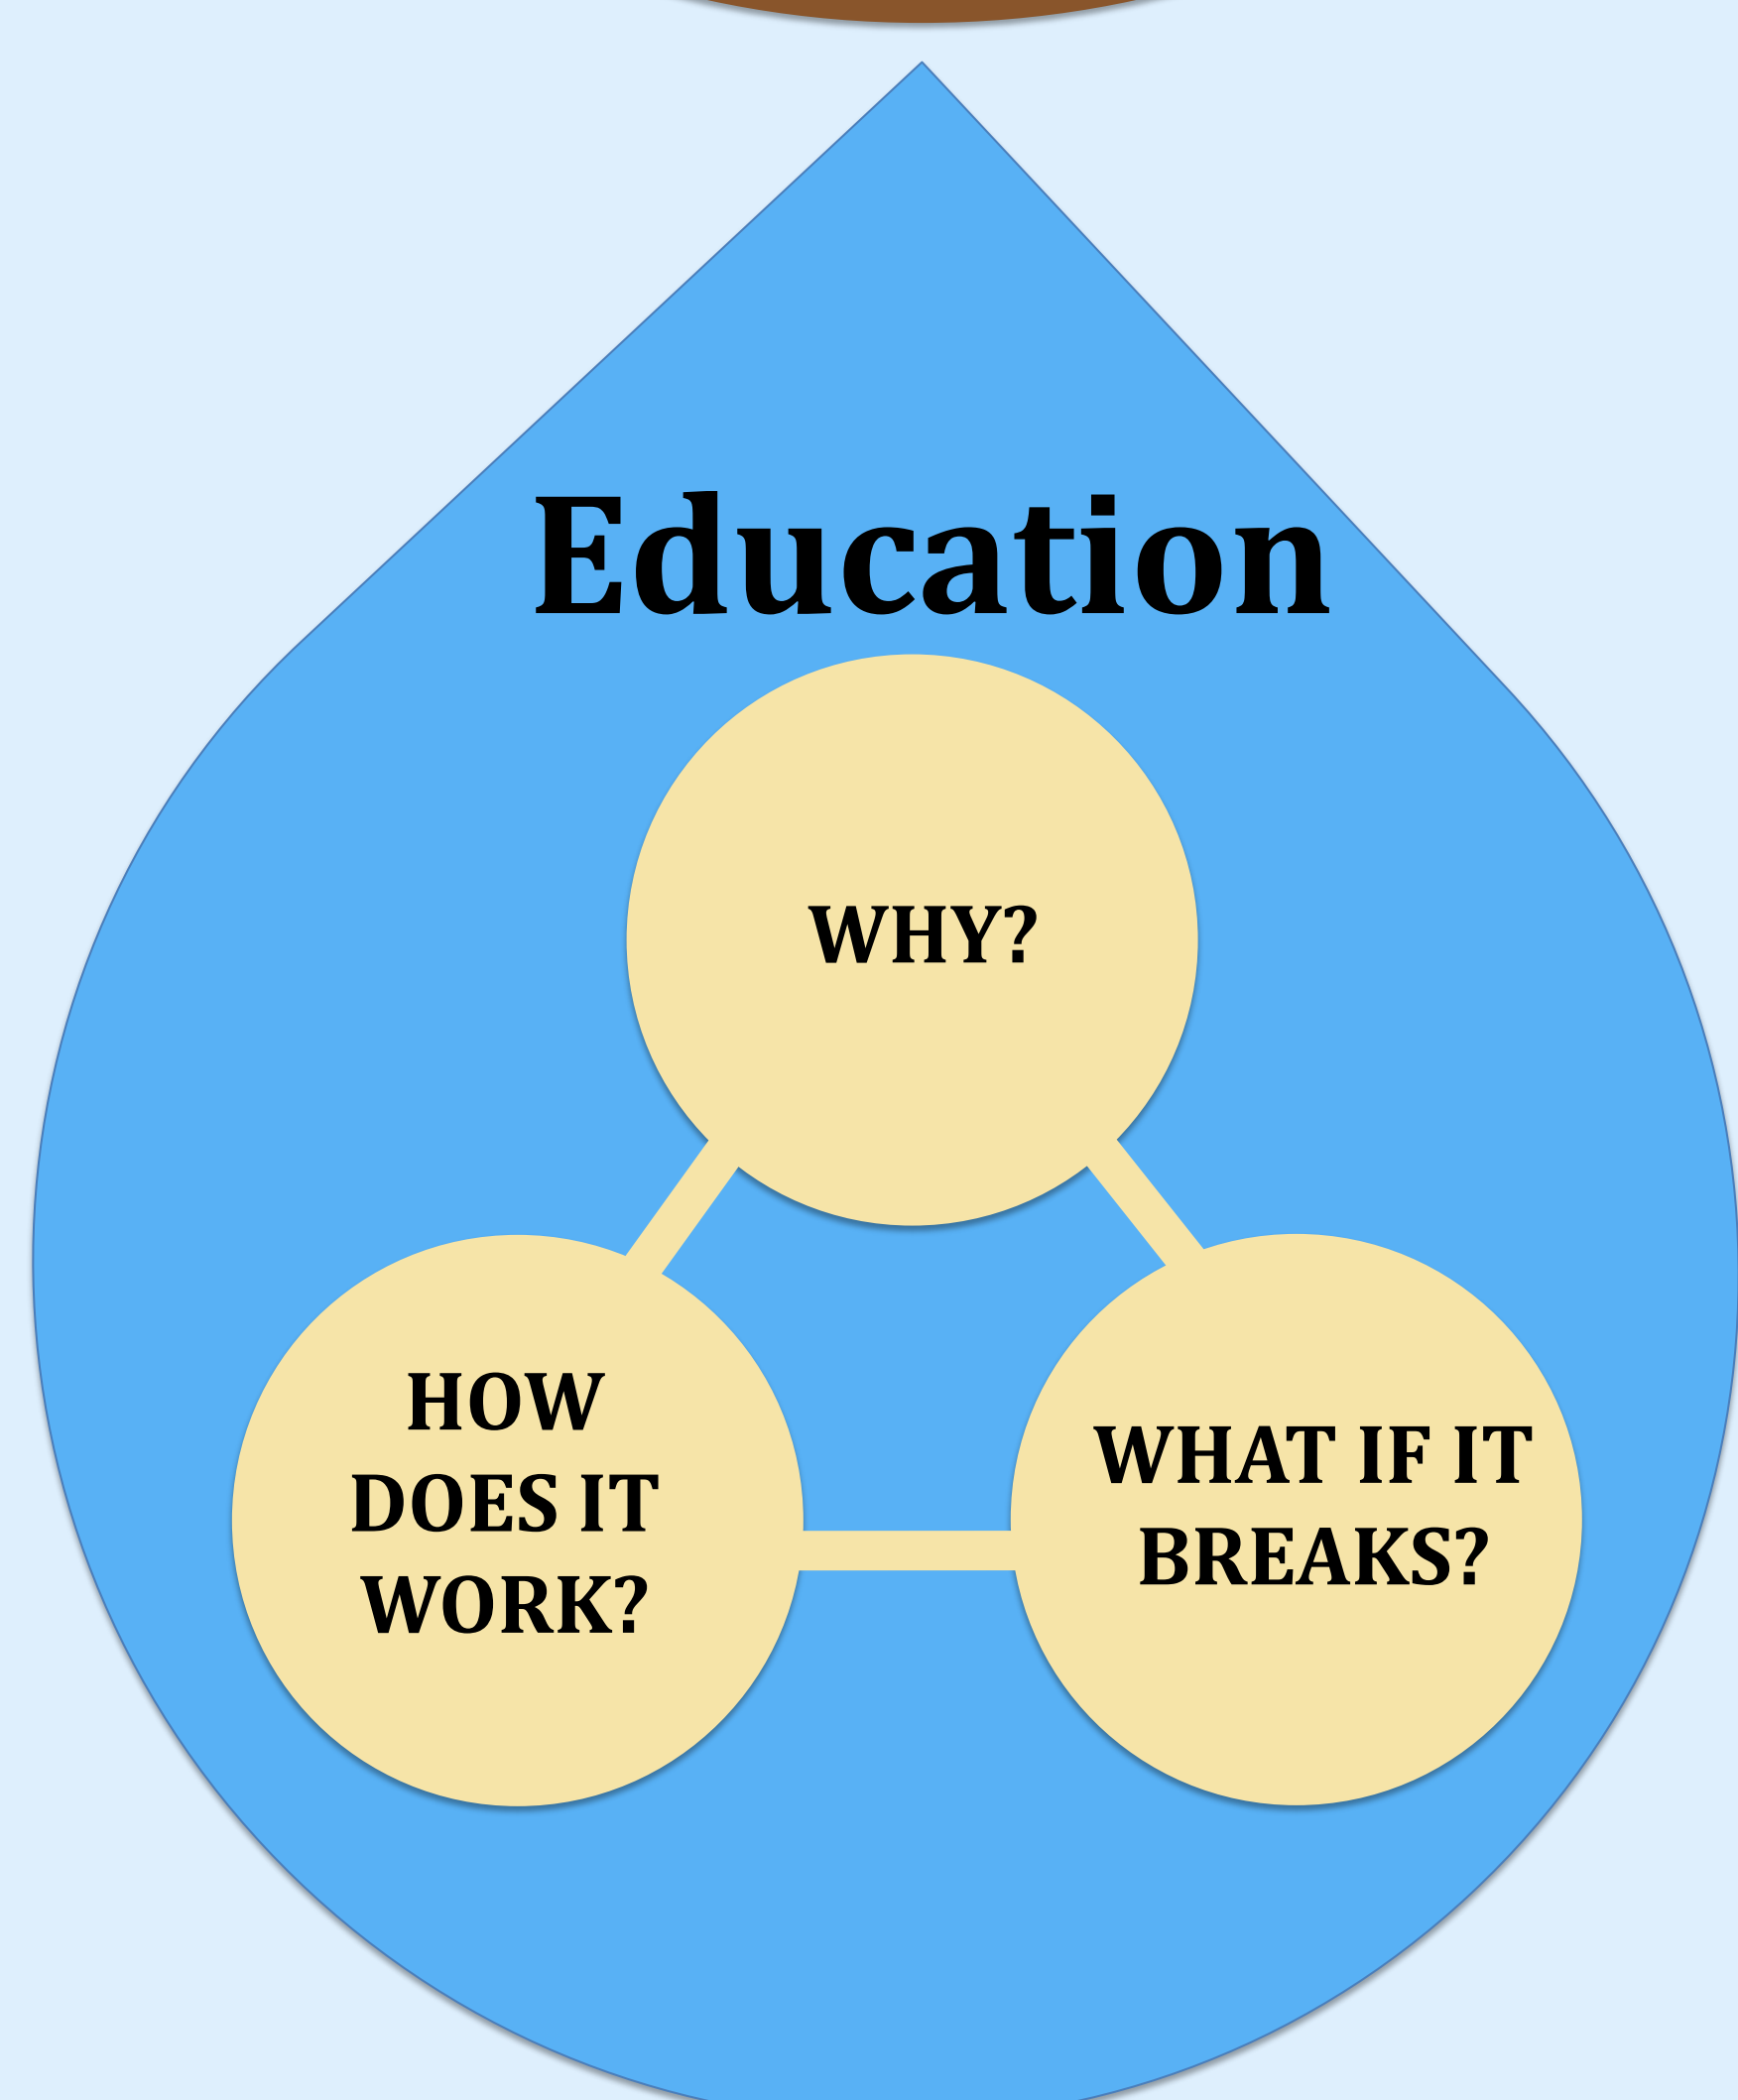 Education
WHY?
HOW
DOES IT
WORK?
WHAT IF IT
BREAKS?